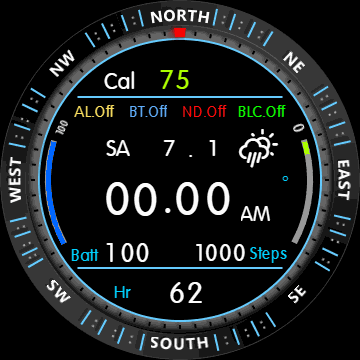 NORTH
NW
NE
Cal 75
AL.Off BT.Off ND.Off BLC.Off
100
0
SA 7 . 1
WEST
EAST
00.00 AM
°
Batt 100 1000 Steps
Hr 62
SW
SE
SOUTH